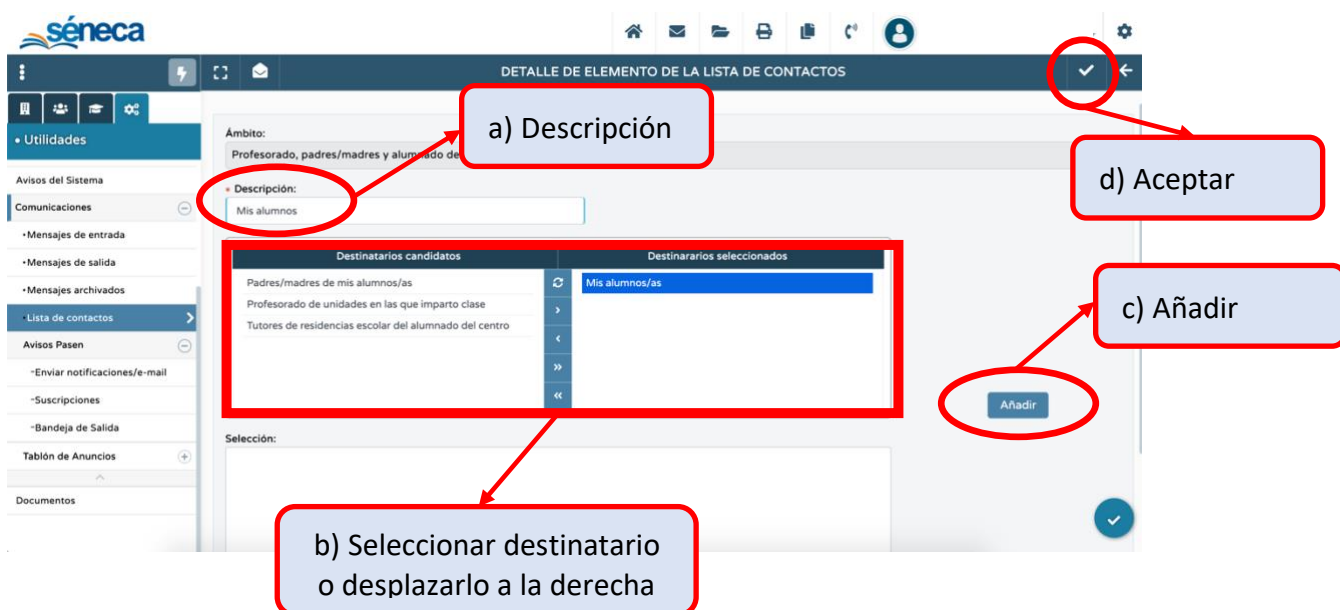 séneca
DETALLE DE ELEMENTO DE LA LISTA DE CONTACTOS
• Utilidades
Avisos del Sistema
Comunicaciones
•Mensajes de entrada
•Mensajes de salida
•Mensajes archivados
•Lista de contactos
Avisos Pasen
-Enviar notificaciones/e-mail
-Suscripciones
-Bandeja de Salida
Tablón de Anuncios
Documentos
Ámbito:
Profesorado, padres/madres y alumnado de
• Descripción:
Mis alumnos
Destinatarios candidatos
Destinararios seleccionados
Padres/madres de mis alumnos/as
Profesorado de unidades en las que imparto clase
Tutores de residencias escolar del alumnado del centro
Mis alumnos/as
Añadir
Selección:
a) Descripción
d) Aceptar
c) Añadir
b) Seleccionar destinatario
o desplazarlo a la derecha